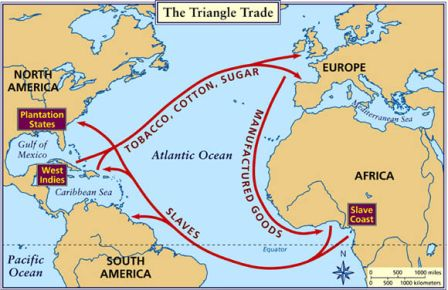 The Triangle Trade
NORTH
AMERICA
EUROPE
Plantation
States
TOBACCO, COTTON, SUGAR
Mediterranean Sea
Gulf of
Mexico
MANUFACTURED GOODS
Atlantic Ocean
West
Indies
AFRICA
Caribbean Sea
SLAVES
Slave
Coast
Equator
Pacific
Ocean
SOUTH
AMERICA
N
0 500 1000 miles
0 500 1000 kilometers